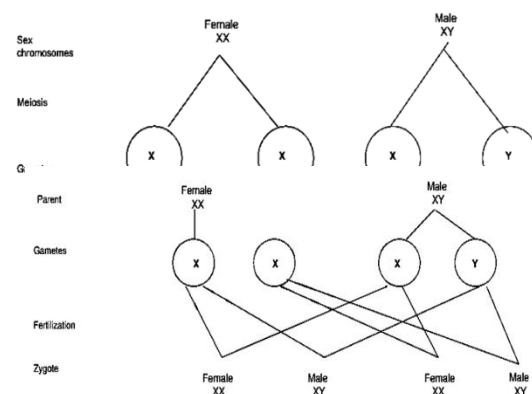 Female
XX
Male
XY
Sex
chromosomes
Meiosis
X X X Y
Parent
Female
XX
Male
XY
Gametes
X X X Y
Fertilization
Zygote
Female Male Female Male
XX XY XX XY